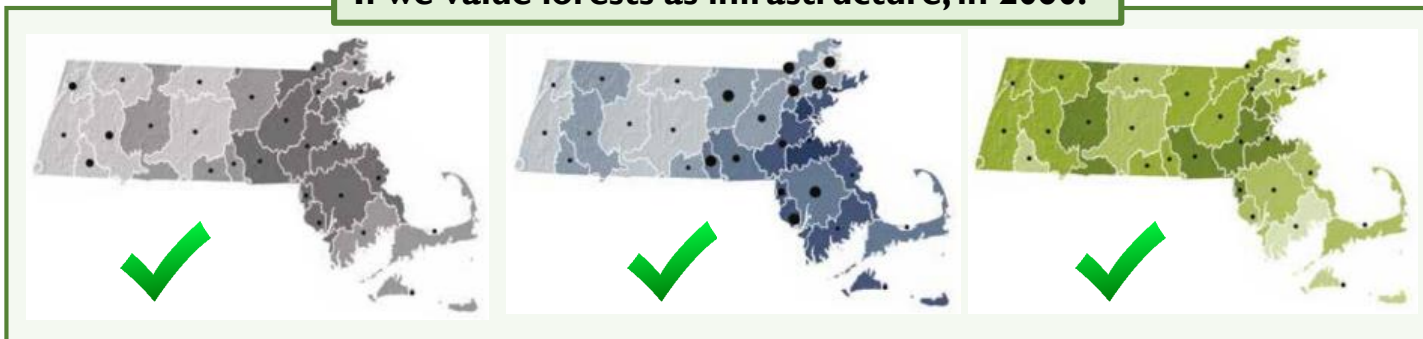 If we value forests as infrastructure, in 2060: